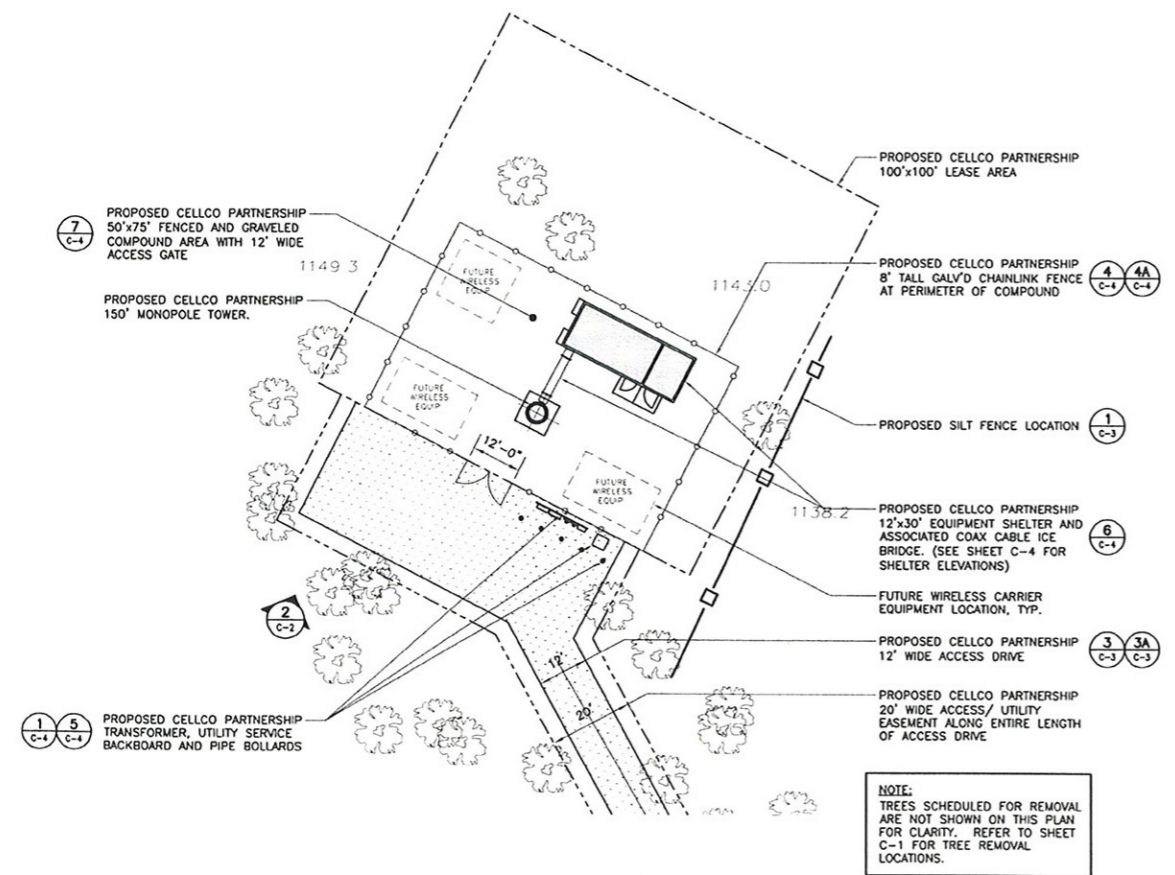 PROPOSED CELLCO PARTNERSHIP
100'x100' LEASE AREA
7
C-4
PROPOSED CELLCO PARTNERSHIP
50'x75' FENCED AND GRAVELED
COMPOUND AREA WITH 12' WIDE
ACCESS GATE
1149 3
FUTURE
WIRELESS
EQUIP
1143.0
PROPOSED CELLCO PARTNERSHIP
8' TALL GALV'D CHAINLINK FENCE
AT PERIMETER OF COMPOUND
4
C-4
4A
C-4
PROPOSED CELLCO PARTNERSHIP
150' MONOPOLE TOWER.
FUTURE
WIRELESS
EQUIP
12'-0"
PROPOSED SILT FENCE LOCATION
1
C-3
FUTURE
WIRELESS
EQUIP
1138.2
PROPOSED CELLCO PARTNERSHIP
12'x30' EQUIPMENT SHELTER AND
ASSOCIATED COAX CABLE ICE
BRIDGE. (SEE SHEET C-4 FOR
SHELTER ELEVATIONS)
6
C-4
FUTURE WIRELESS CARRIER
EQUIPMENT LOCATION, TYP.
2
C-2
PROPOSED CELLCO PARTNERSHIP
12' WIDE ACCESS DRIVE
3
C-3
3A
C-3
12'
20'
PROPOSED CELLCO PARTNERSHIP
20' WIDE ACCESS/ UTILITY
EASEMENT ALONG ENTIRE LENGTH
OF ACCESS DRIVE
1
C-4
5
C-4
PROPOSED CELLCO PARTNERSHIP
TRANSFORMER, UTILITY SERVICE
BACKBOARD AND PIPE BOLLARDS
NOTE:
TREES SCHEDULED FOR REMOVAL
ARE NOT SHOWN ON THIS PLAN
FOR CLARITY. REFER TO SHEET
C-1 FOR TREE REMOVAL
LOCATIONS.